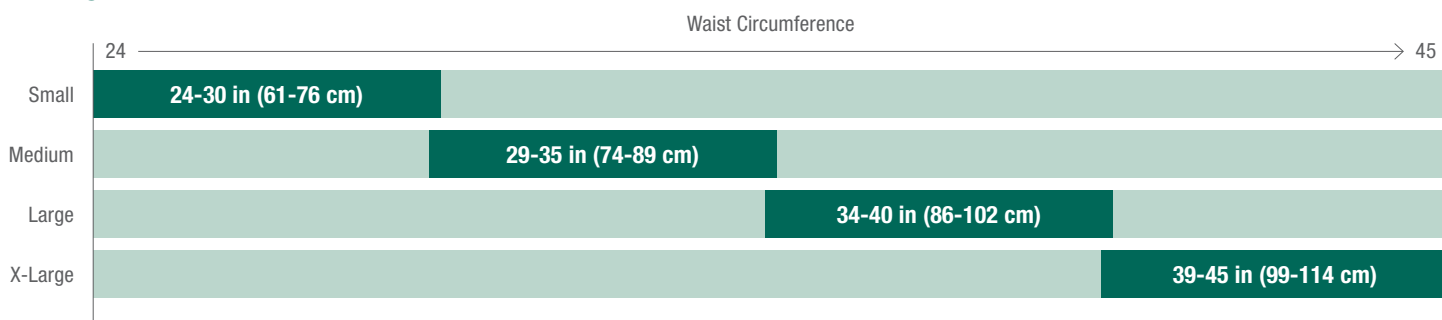 Waist Circumference
24 45
Small 24-30 in (61-76 cm)
Medium 29-35 in (74-89 cm)
Large 34-40 in (86-102 cm)
X-Large 39-45 in (99-114 cm)